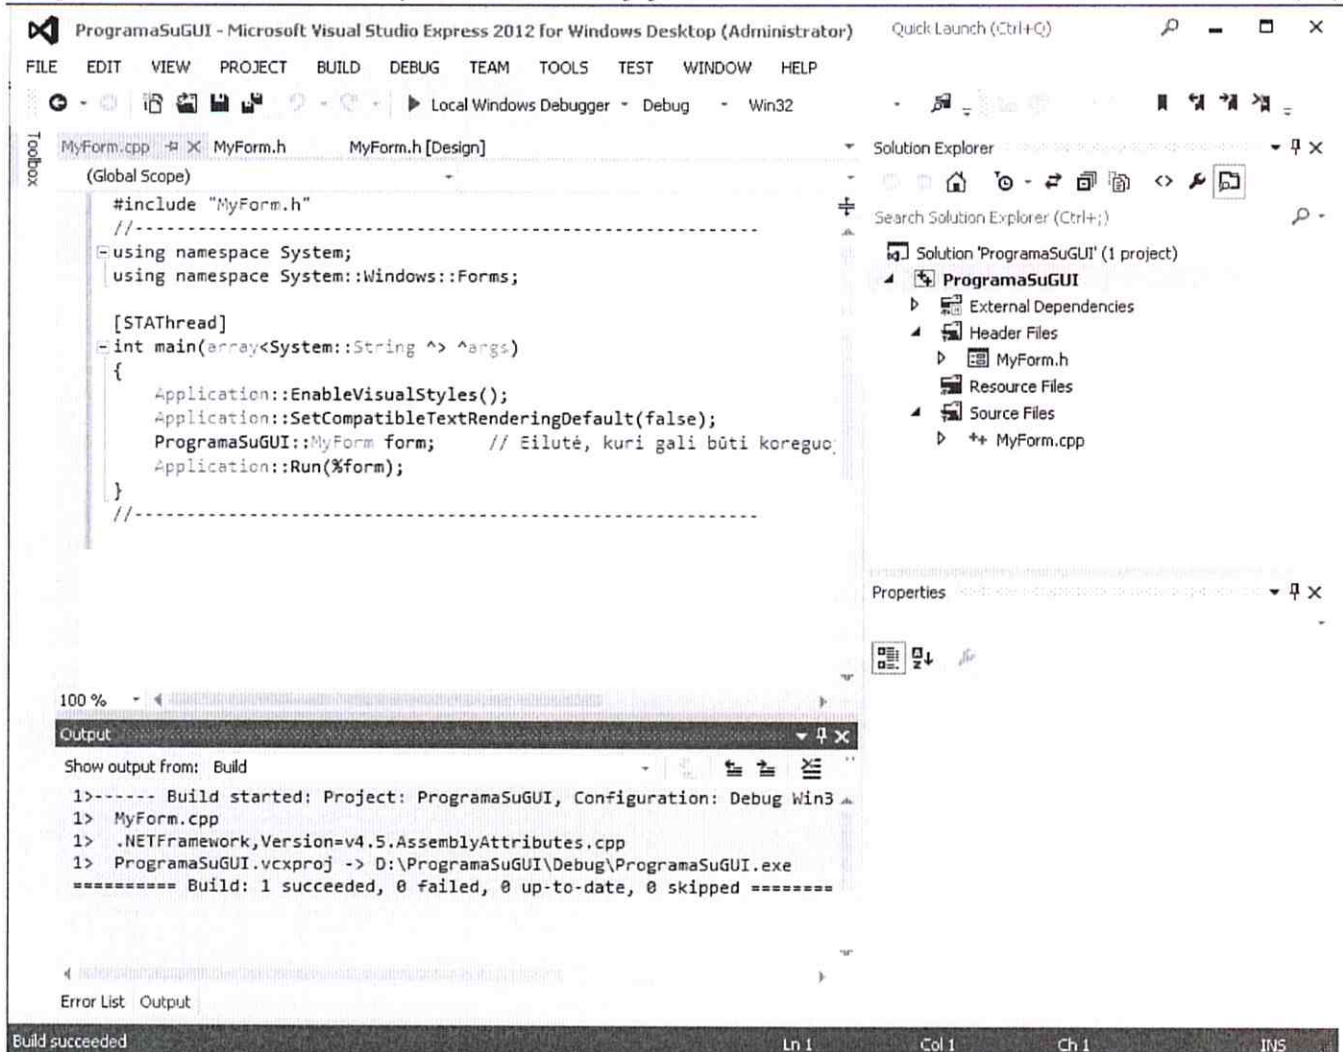 ProgramaSuGUI - Microsoft Visual Studio Express 2012 for Windows Desktop (Administrator)
Quick Launch (Ctrl+Q)
FILE EDIT VIEW PROJECT BUILD DEBUG TEAM TOOLS TEST WINDOW HELP
Local Windows Debugger Debug Win32
Toolbox
MyForm.cpp MyForm.h MyForm.h [Design]
(Global Scope)
#include "MyForm.h"
//------------------------------------------------------------
using namespace System;
using namespace System::Windows::Forms;
[STAThread]
int main(array<System::String ^> ^args)
{
Application::EnableVisualStyles();
Application::SetCompatibleTextRenderingDefault(false);
ProgramaSuGUI::MyForm form; // Eilutė, kuri gali būti koreguo
Application::Run(%form);
}
//------------------------------------------------------------
100 %
Solution Explorer
Search Solution Explorer (Ctrl+;)
Solution 'ProgramaSuGUI' (1 project)
ProgramaSuGUI
External Dependencies
Header Files
MyForm.h
Resource Files
Source Files
++ MyForm.cpp
Properties
Output
Show output from: Build
1>------ Build started: Project: ProgramaSuGUI, Configuration: Debug Win3
1> MyForm.cpp
1> .NETFramework,Version=v4.5.AssemblyAttributes.cpp
1> ProgramaSuGUI.vcxproj -> D:\ProgramaSuGUI\Debug\ProgramaSuGUI.exe
========== Build: 1 succeeded, 0 failed, 0 up-to-date, 0 skipped ========
Error List Output
Build succeeded Ln 1 Col 1 Ch 1 INS